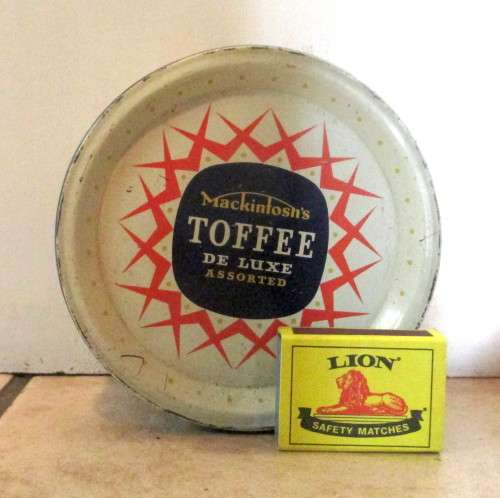 Mackintosh's
TOFFEE
DE LUXE
ASSORTED
LION
SAFETY MATCHES